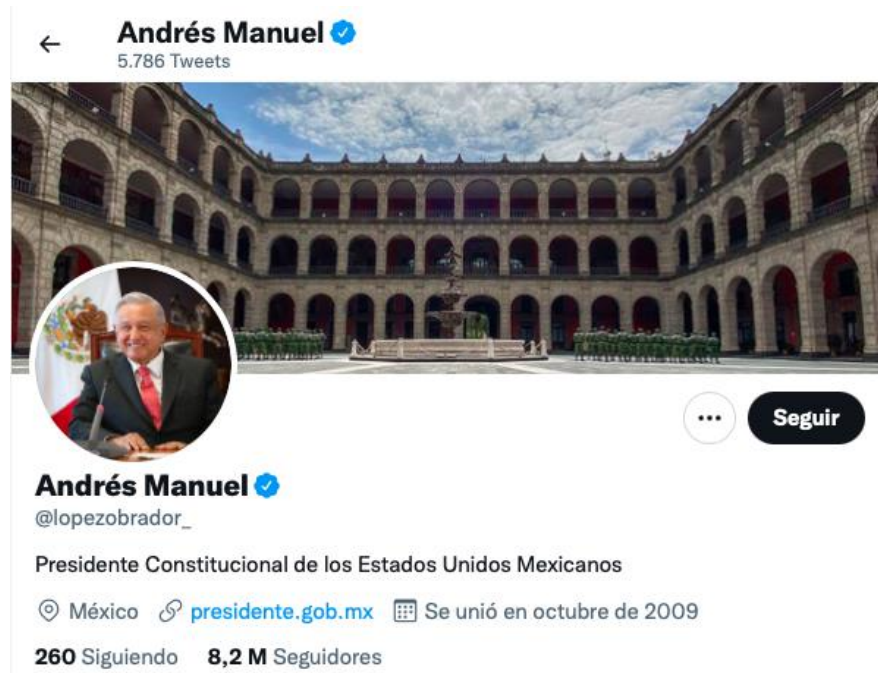 Andrés Manuel
5.786 Tweets
Seguir
Andrés Manuel
@lopezobrador_
Presidente Constitucional de los Estados Unidos Mexicanos
México presidente.gob.mx Se unió en octubre de 2009
260 Siguiendo 8,2 M Seguidores